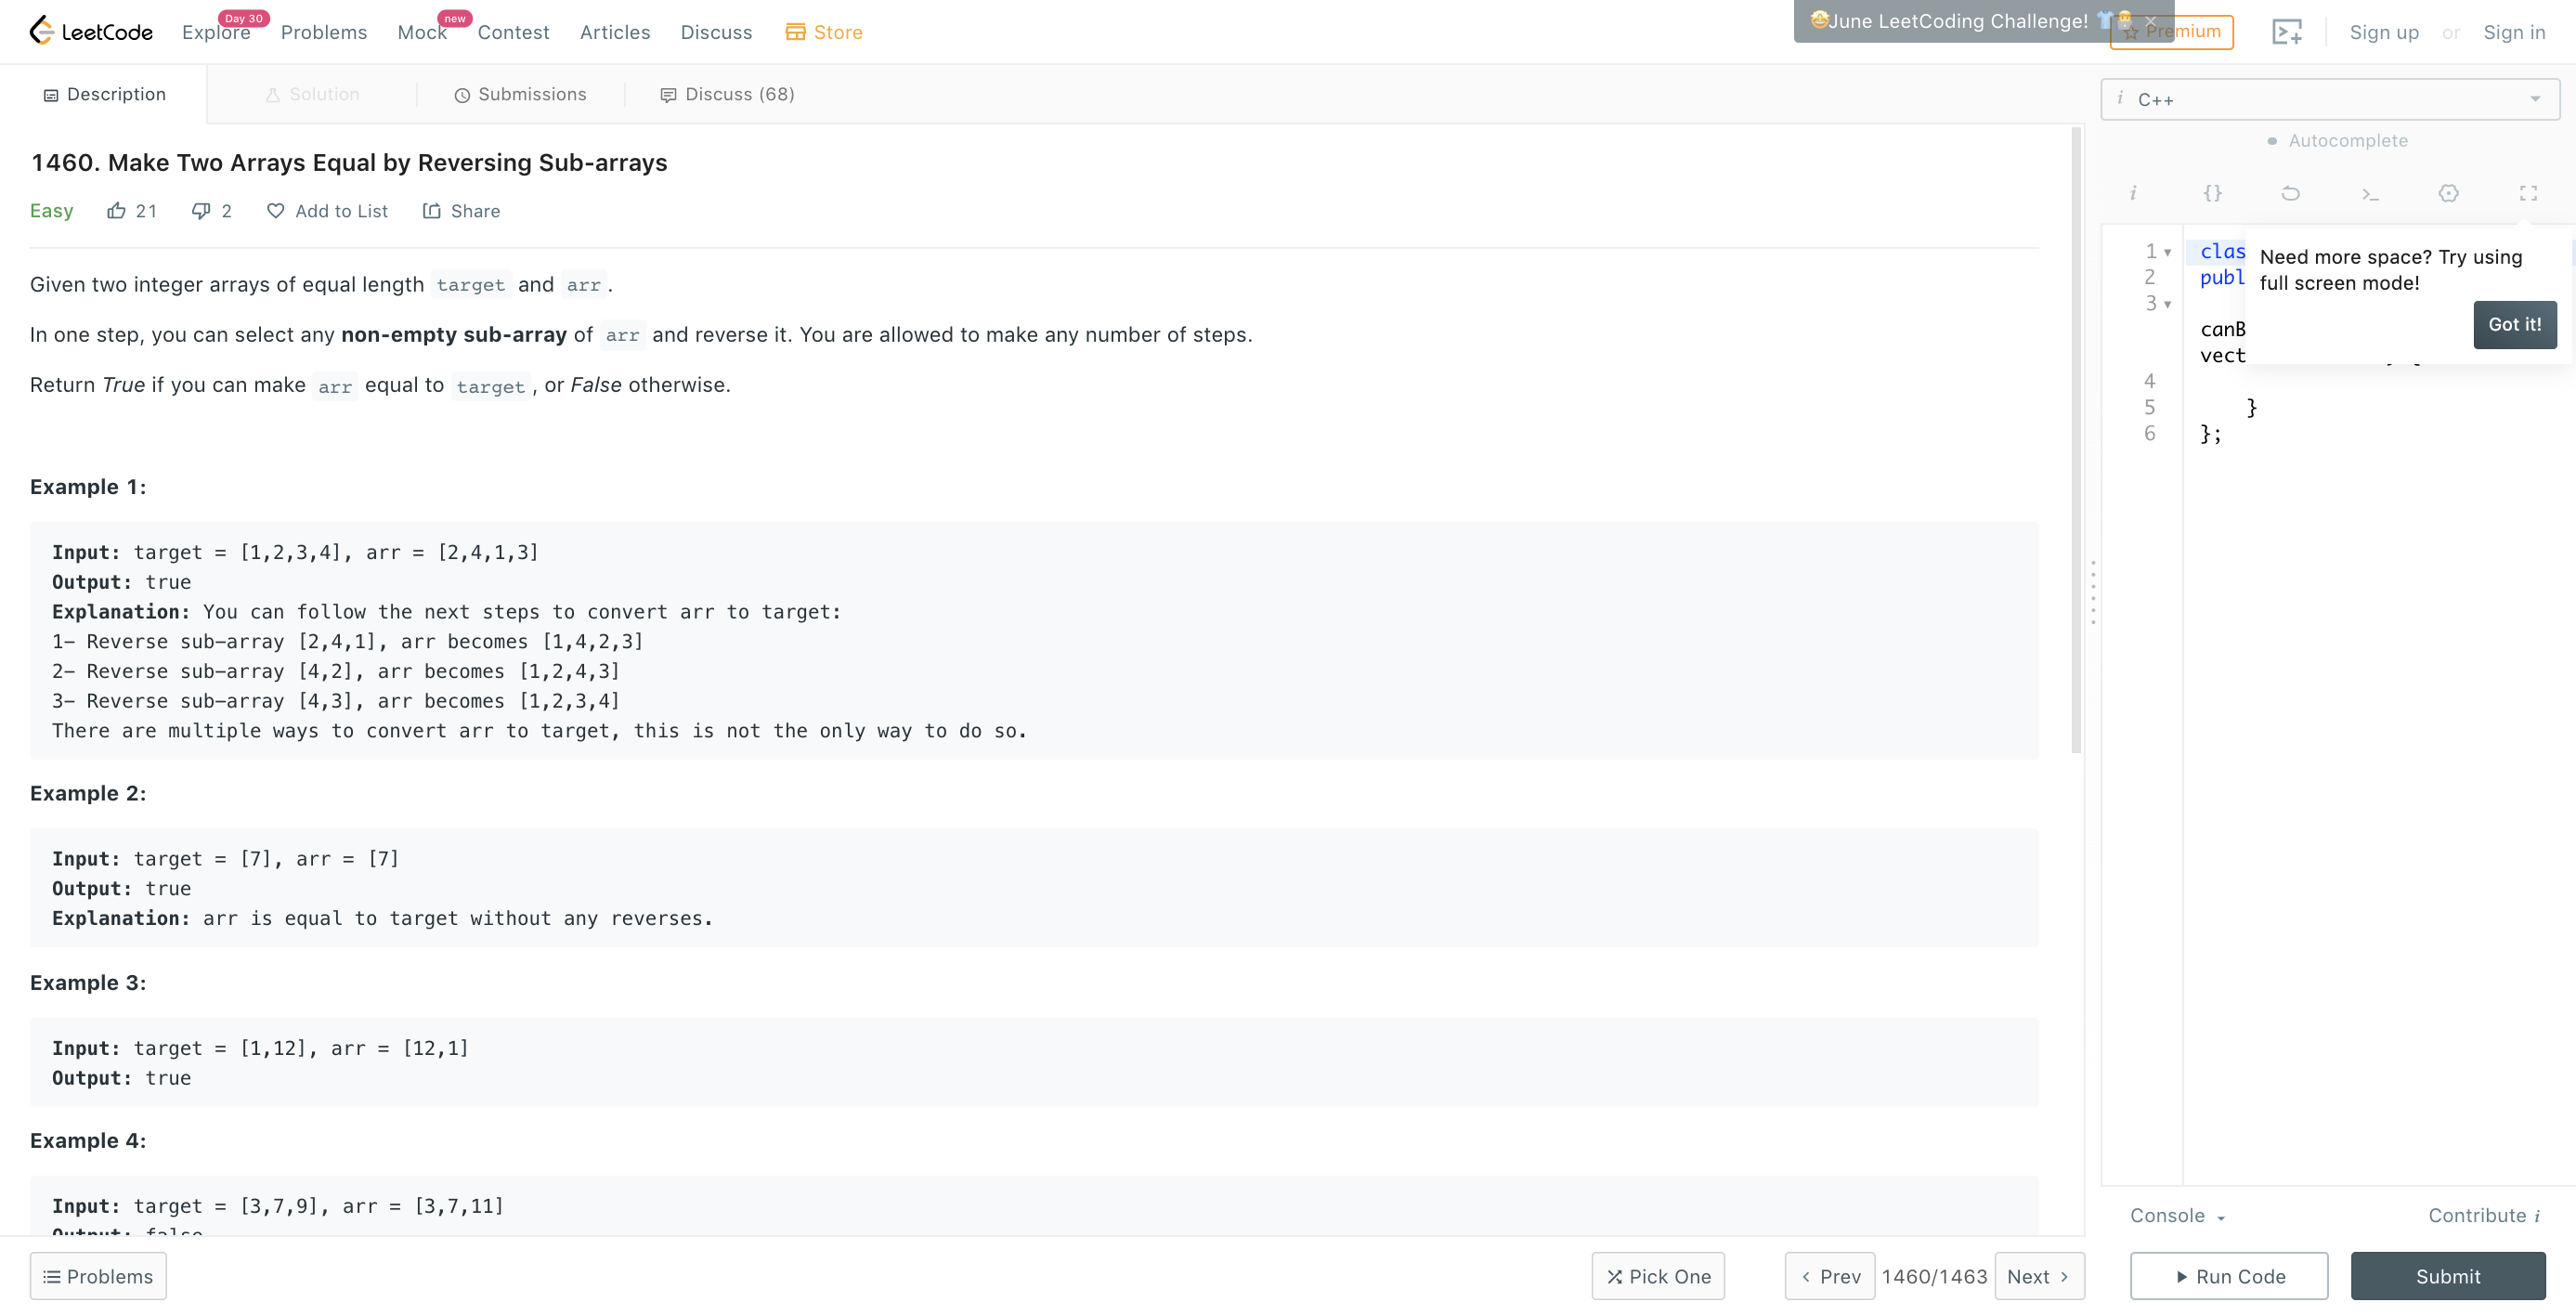 LeetCode
Explore Day 30
Problems
Mock new
Contest
Articles
Discuss
Store
🤩June LeetCoding Challenge! 👕
Premium
Sign up or Sign in
Description
Solution
Submissions
Discuss (68)
1460. Make Two Arrays Equal by Reversing Sub-arrays
Easy 21 2 Add to List Share
Given two integer arrays of equal length target and arr.
In one step, you can select any non-empty sub-array of arr and reverse it. You are allowed to make any number of steps.
Return True if you can make arr equal to target, or False otherwise.
Example 1:
Input: target = [1,2,3,4], arr = [2,4,1,3]
Output: true
Explanation: You can follow the next steps to convert arr to target:
1- Reverse sub-array [2,4,1], arr becomes [1,4,2,3]
2- Reverse sub-array [4,2], arr becomes [1,2,4,3]
3- Reverse sub-array [4,3], arr becomes [1,2,3,4]
There are multiple ways to convert arr to target, this is not the only way to do so.
Example 2:
Input: target = [7], arr = [7]
Output: true
Explanation: arr is equal to target without any reverses.
Example 3:
Input: target = [1,12], arr = [12,1]
Output: true
Example 4:
Input: target = [3,7,9], arr = [3,7,11]
Output: false
Problems
Pick One
Prev
1460/1463
Next
i C++
Autocomplete
i {} >_
1 clas
2 publ
3
canB
vect
4
5 }
6 };
Need more space? Try using
full screen mode!
Got it!
Console
Contribute i
Run Code
Submit